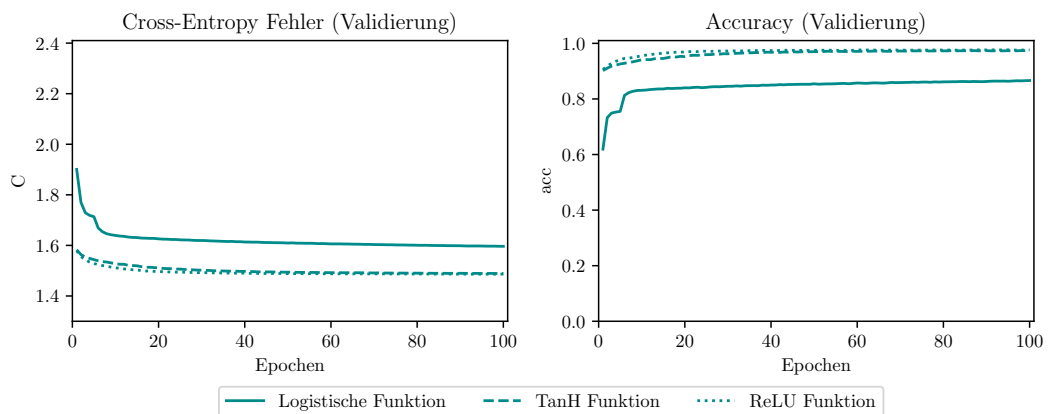 Cross-Entropy Fehler (Validierung)
2.4
2.2
2.0
1.8
1.6
1.4
C
0 20 40 60 80 100
Epochen
Accuracy (Validierung)
1.0
0.8
0.6
0.4
0.2
0.0
acc
0 20 40 60 80 100
Epochen
Logistische Funktion TanH Funktion ReLU Funktion